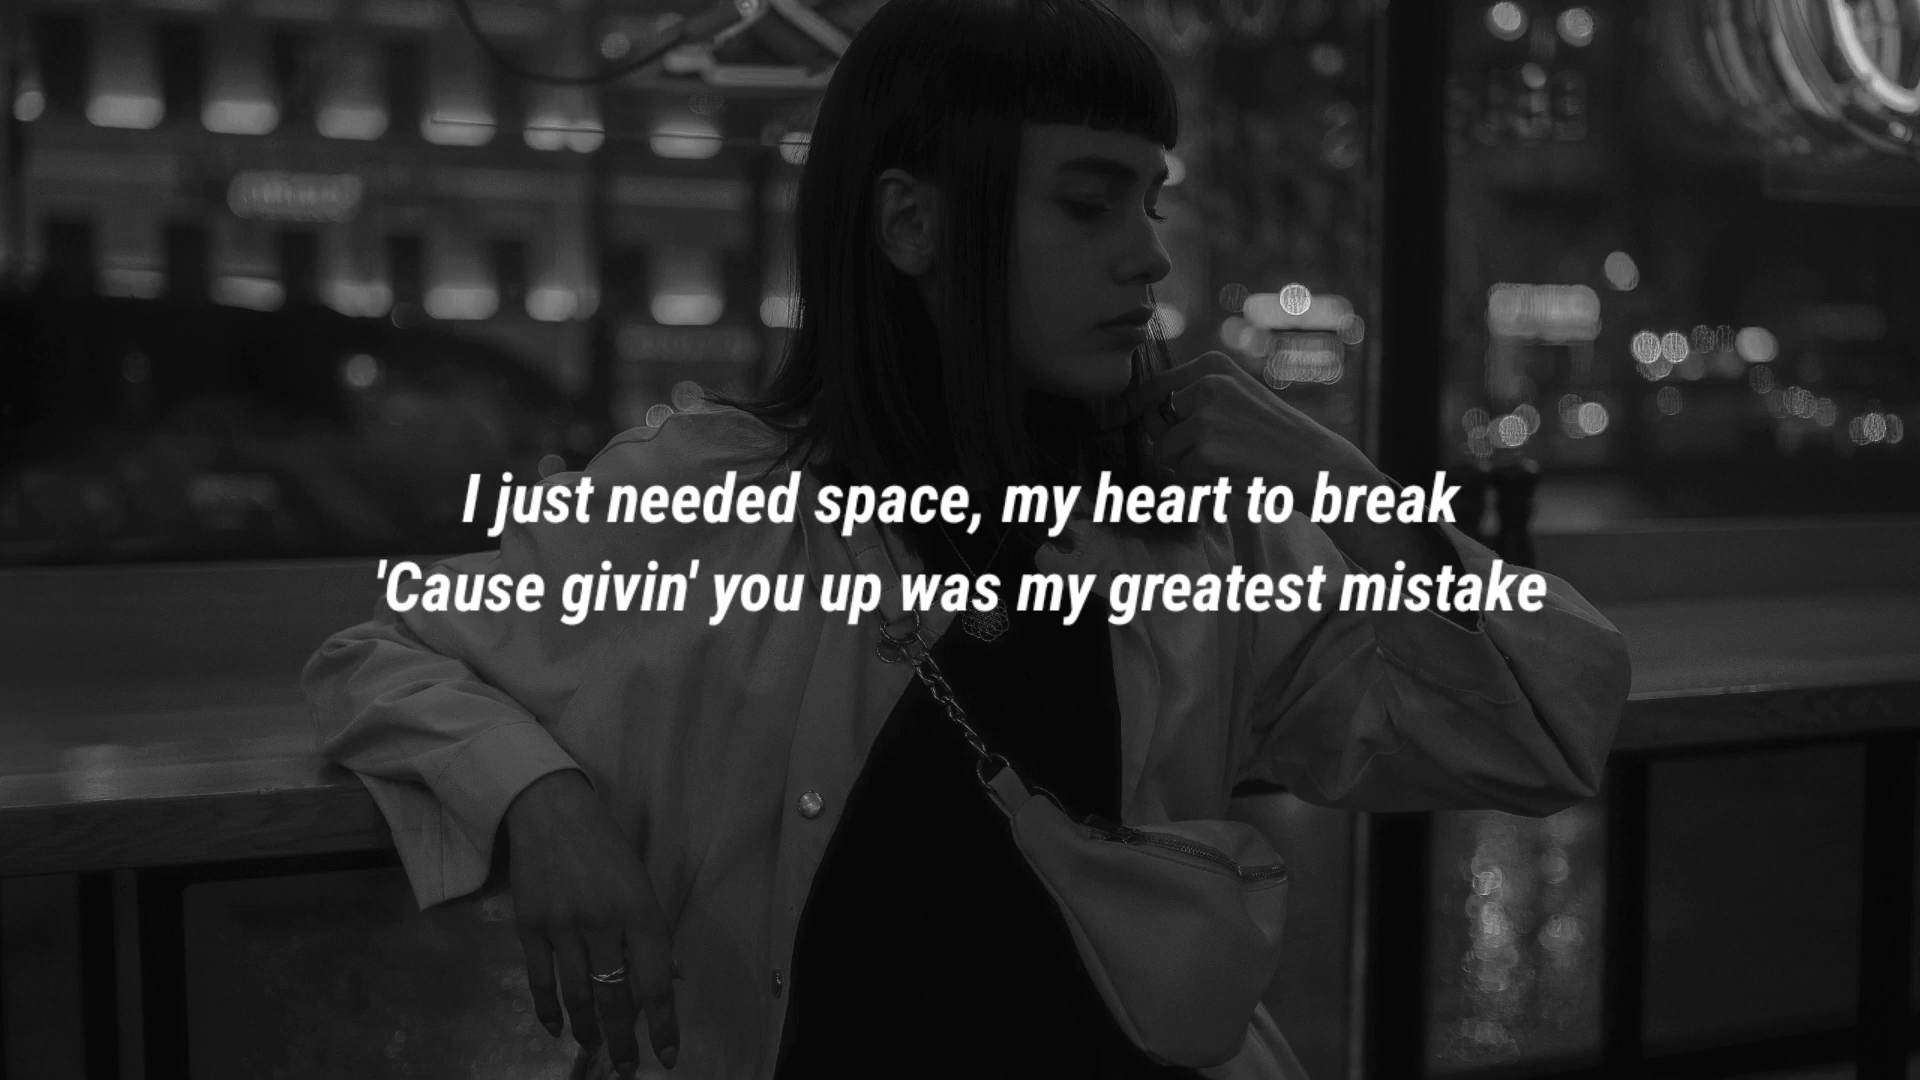 I just needed space, my heart to break
'Cause givin' you up was my greatest mistake